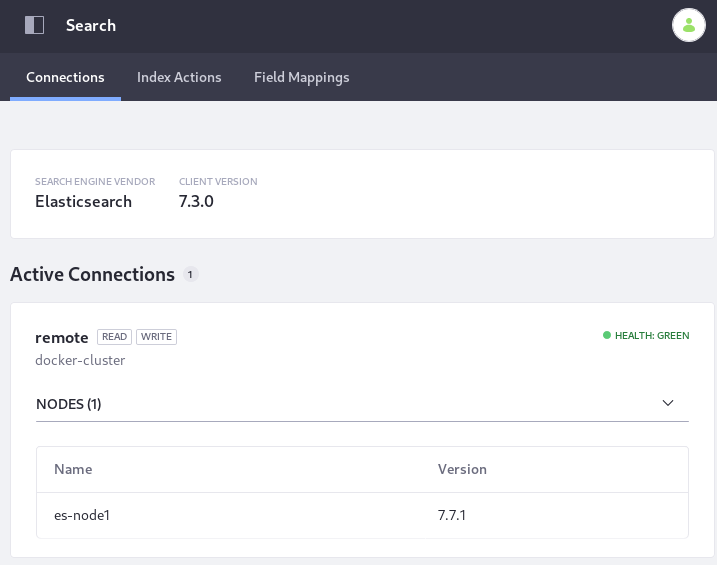 Search
Connections Index Actions Field Mappings
SEARCH ENGINE VENDOR CLIENT VERSION
Elasticsearch 7.3.0
Active Connections 1
remote READ WRITE HEALTH: GREEN
docker-cluster
NODES (1)
Name Version
es-node1 7.7.1